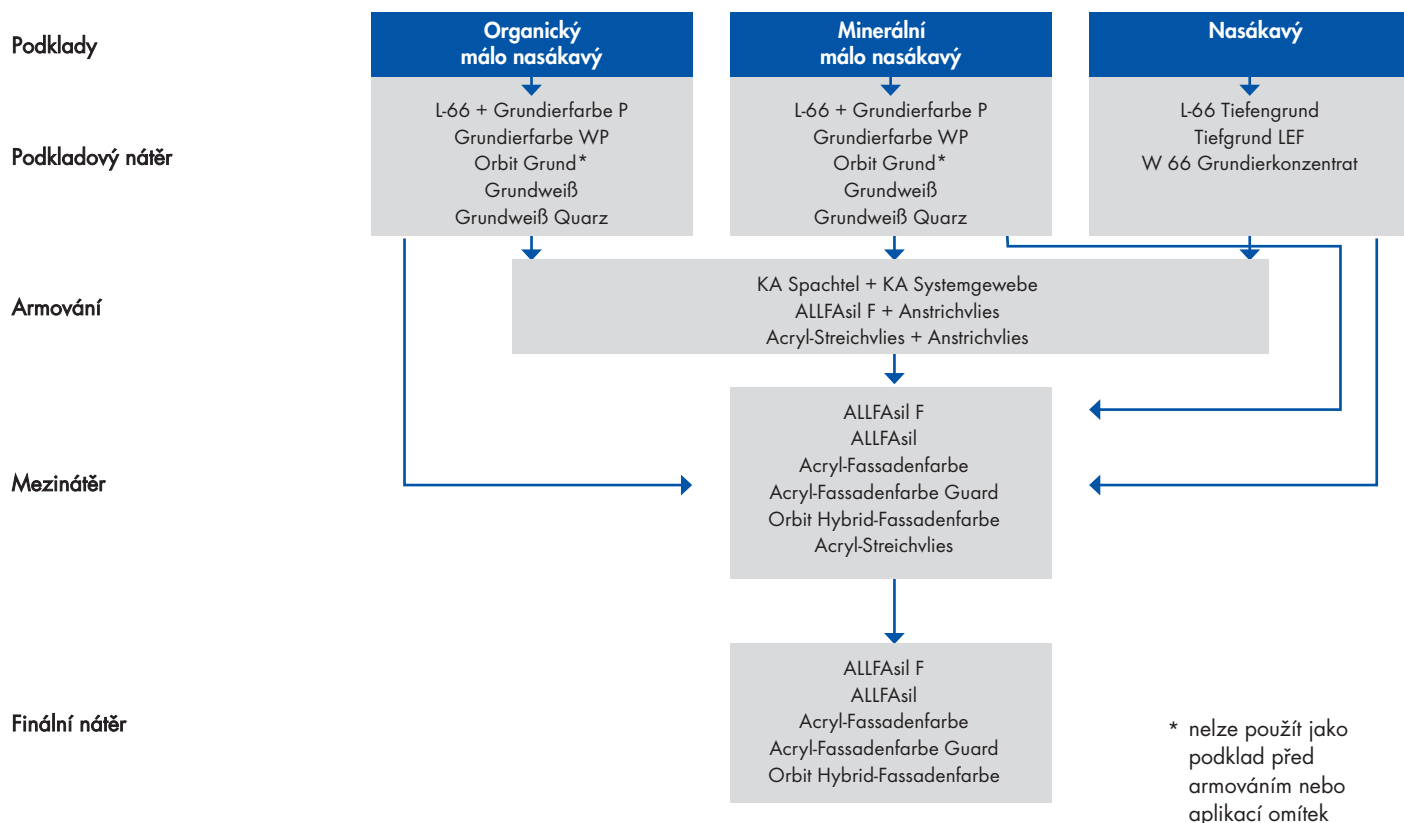 Podklady
Organický
málo nasákavý
Minerální
málo nasákavý
Nasákavý
Podkladový nátěr
L-66 + Grundierfarbe P
Grundierfarbe WP
Orbit Grund*
Grundweiß
Grundweiß Quarz
L-66 + Grundierfarbe P
Grundierfarbe WP
Orbit Grund*
Grundweiß
Grundweiß Quarz
L-66 Tiefengrund
Tiefgrund LEF
W 66 Grundierkonzentrat
Armování
KA Spachtel + KA Systemgewebe
ALLFAsil F + Anstrichvlies
Acryl-Streichvlies + Anstrichvlies
Mezinátěr
ALLFAsil F
ALLFAsil
Acryl-Fassadenfarbe
Acryl-Fassadenfarbe Guard
Orbit Hybrid-Fassadenfarbe
Acryl-Streichvlies
Finální nátěr
ALLFAsil F
ALLFAsil
Acryl-Fassadenfarbe
Acryl-Fassadenfarbe Guard
Orbit Hybrid-Fassadenfarbe
* nelze použít jako
podklad před
armováním nebo
aplikací omítek